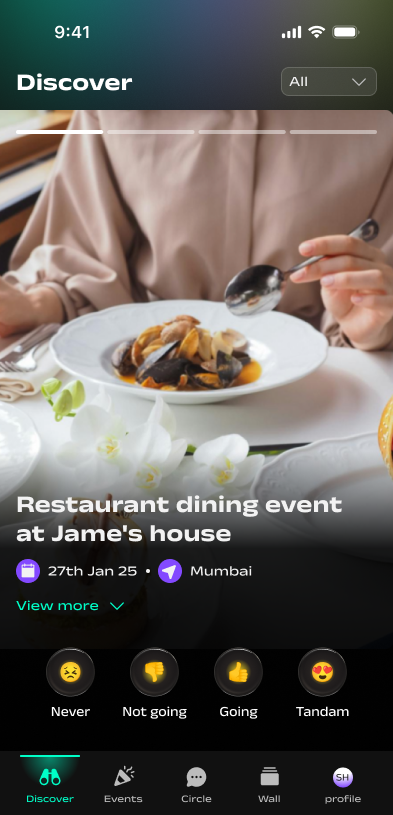 9:41
Discover
All
Restaurant dining event
at Jame's house
27th Jan 25 • Mumbai
View more
Never Not going Going Tandam
SH
Discover Events Circle Wall profile